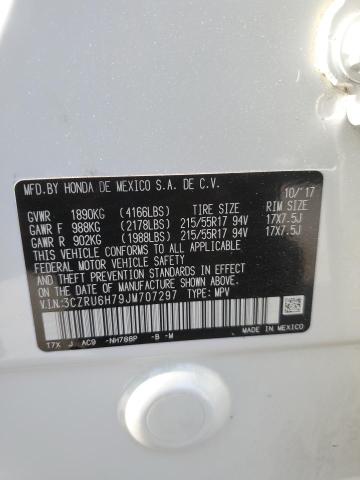 MFD.BY HONDA DE MEXICO S.A. DE C.V. 10/'17
GVWR 1890KG (4166LBS) TIRE SIZE RIM SIZE
GAWR F 988KG (2178LBS) 215/55R17 94V 17X7.5J
GAWR R 902KG (1988LBS) 215/55R17 94V 17X7.5J
THIS VEHICLE CONFORMS TO ALL APPLICABLE
FEDERAL MOTOR VEHICLE SAFETY, BUMPER,
AND THEFT PREVENTION STANDARDS IN EFFECT
ON THE DATE OF MANUFACTURE SHOWN ABOVE.
V.I.N:3CZRU6H79JM707297 TYPE: MPV
T7X J AC9 -NH788P -B -M
MADE IN MEXICO